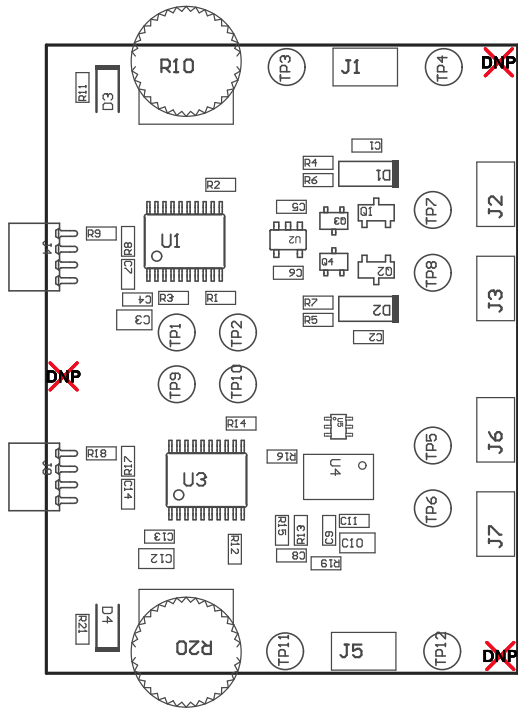 R10
TP3
J1
TP4
DNP
R11
D3
C1
R4
R6
D1
R2
J2
C5
Q3
Q1
TP7
R9
R8
U1
U2
J4
Q4
Q2
TP8
C7
C6
J3
C4
R3
R1
R7
D2
C3
R5
TP1
TP2
C2
DNP
TP9
TP10
R14
U5
TP5
J6
R18
R17
R16
U4
U3
C14
TP6
R15
R13
C9
C11
J7
C13
C10
C12
R12
C8
R19
R21
D4
R20
TP11
J5
TP12
DNP